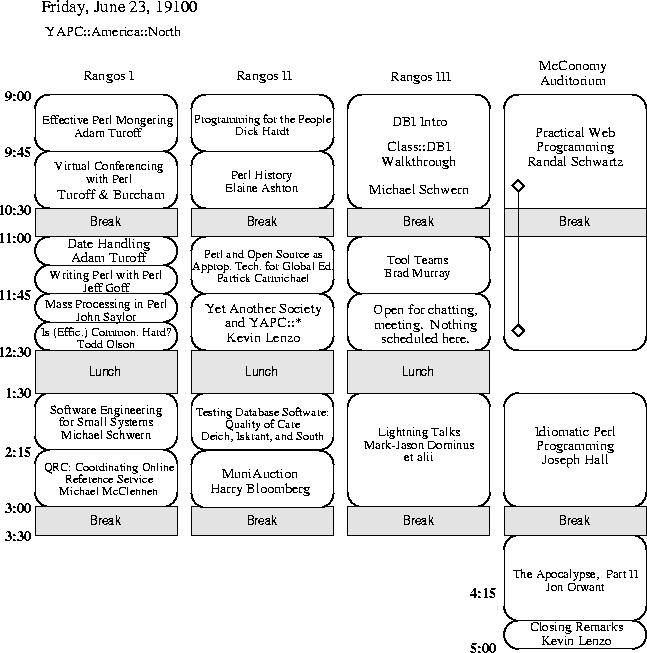 Friday, June 23, 19100
YAPC::America::North
Rangos I
Rangos II
Rangos III
McConomy
Auditorium
9:00
Effective Perl Mongering
Adam Turoff
Programming for the People
Dick Hardt
DBI Intro
Class::DBI
Walkthrough
Michael Schwern
Practical Web
Programming
Randal Schwartz
9:45
Virtual Conferencing
with Perl
Turoff & Burcham
Perl History
Elaine Ashton
10:30
Break
Break
Break
Break
11:00
Date Handling
Adam Turoff
Writing Perl with Perl
Jeff Goff
Perl and Open Source as
Approp. Tech. for Global Ed.
Patrick Carmichael
Tool Teams
Brad Murray
11:45
Mass Processing in Perl
John Saylor
Is (Effic.) Common. Hard?
Todd Olson
Yet Another Society
and YAPC::*
Kevin Lenzo
Open for chatting,
meeting. Nothing
scheduled here.
12:30
Lunch
Lunch
Lunch
1:30
Software Engineering
for Small Systems
Michael Schwern
Testing Database Software:
Quality of Care
Deich, Iskrant, and South
Lightning Talks
Mark-Jason Dominus
et alii
Idiomatic Perl
Programming
Joseph Hall
2:15
QRC: Coordinating Online
Reference Service
Michael McClennen
MuniAuction
Harry Bloomberg
3:00
Break
Break
Break
Break
3:30
The Apocalypse, Part II
Jon Orwant
4:15
Closing Remarks
Kevin Lenzo
5:00